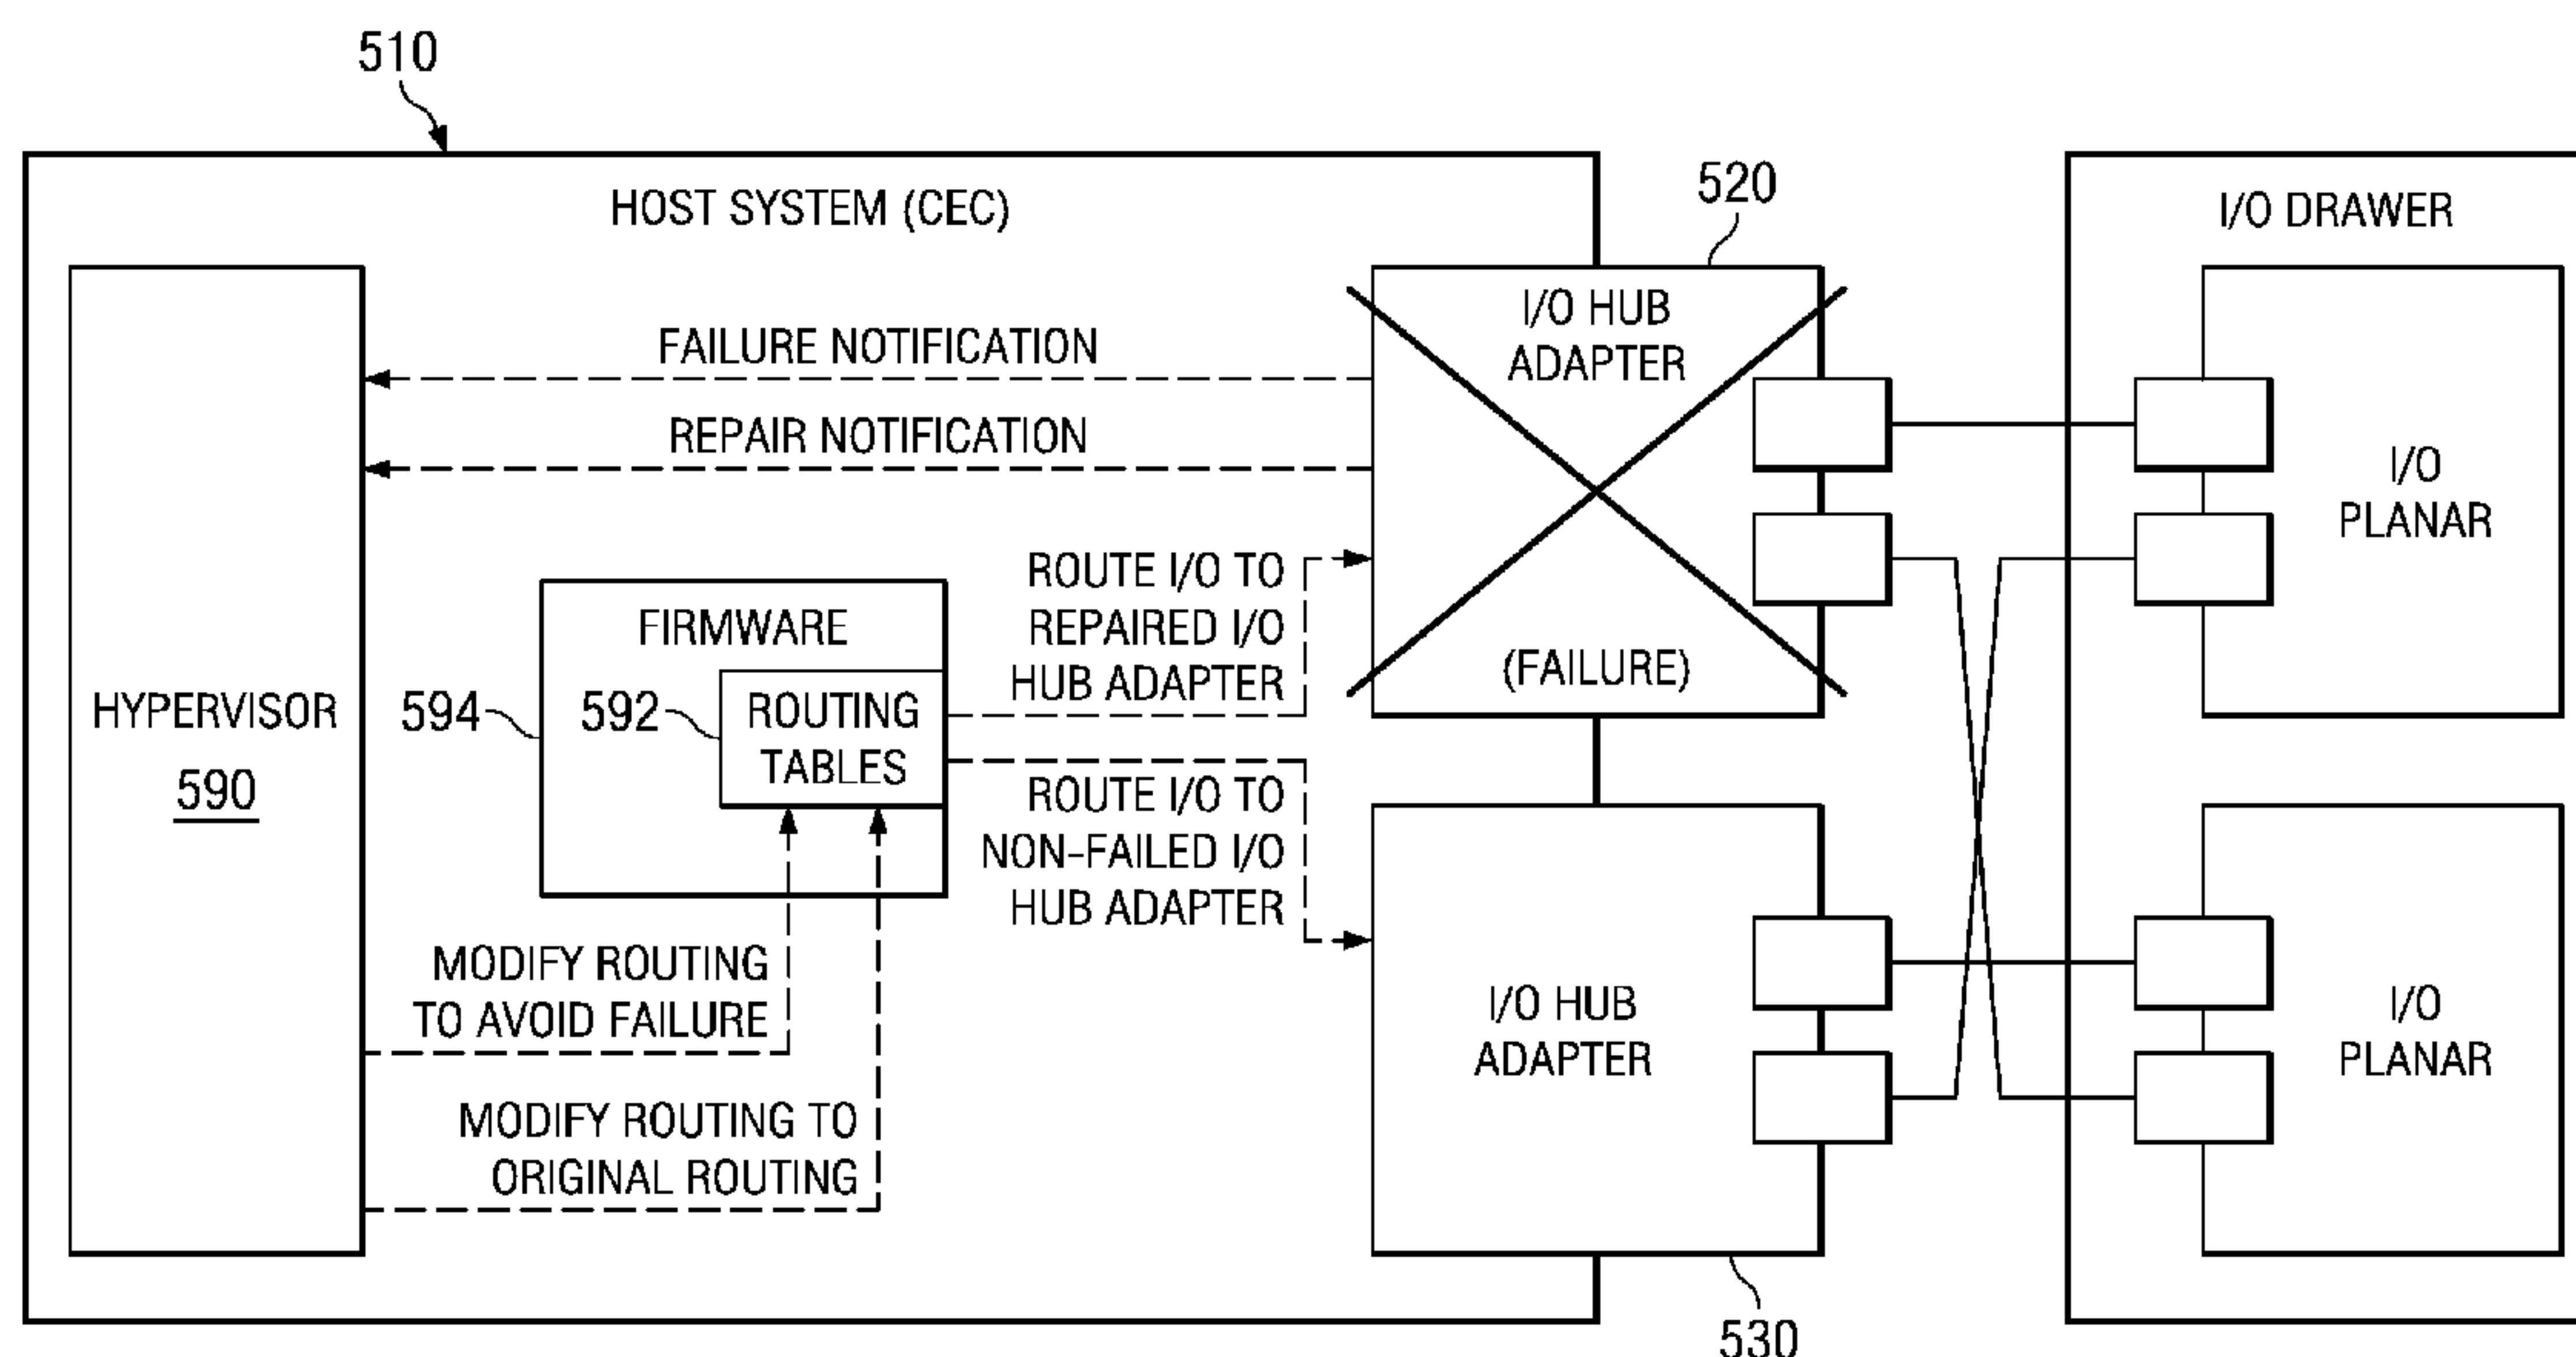 510
HOST SYSTEM (CEC)
520
I/O DRAWER
I/O HUB
ADAPTER
(FAILURE)
FAILURE NOTIFICATION
REPAIR NOTIFICATION
I/O
PLANAR
HYPERVISOR
590
594
FIRMWARE
592
ROUTING
TABLES
ROUTE I/O TO
REPAIRED I/O
HUB ADAPTER
ROUTE I/O TO
NON-FAILED I/O
HUB ADAPTER
MODIFY ROUTING
TO AVOID FAILURE
MODIFY ROUTING TO
ORIGINAL ROUTING
I/O HUB
ADAPTER
I/O
PLANAR
530